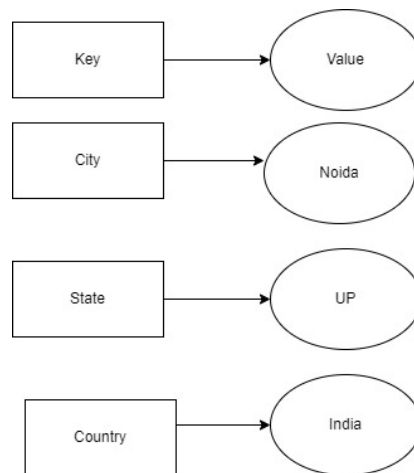 Key
Value
City
Noida
State
UP
Country
India